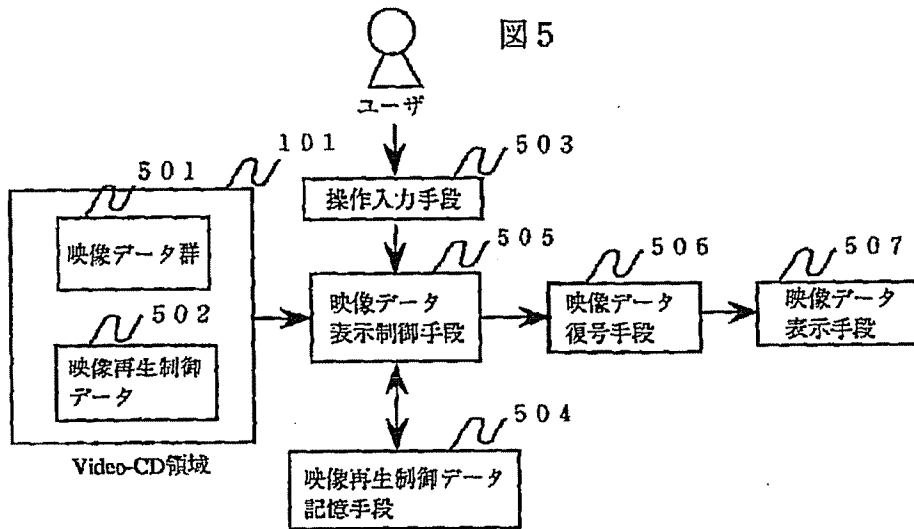 図5
ユーザ
101
503
501
操作入力手段
映像データ群
505
506
507
502
映像データ
表示制御手段
映像データ
復号手段
映像データ
表示手段
映像再生制御
データ
504
Video-CD領域
映像再生制御データ
記憶手段